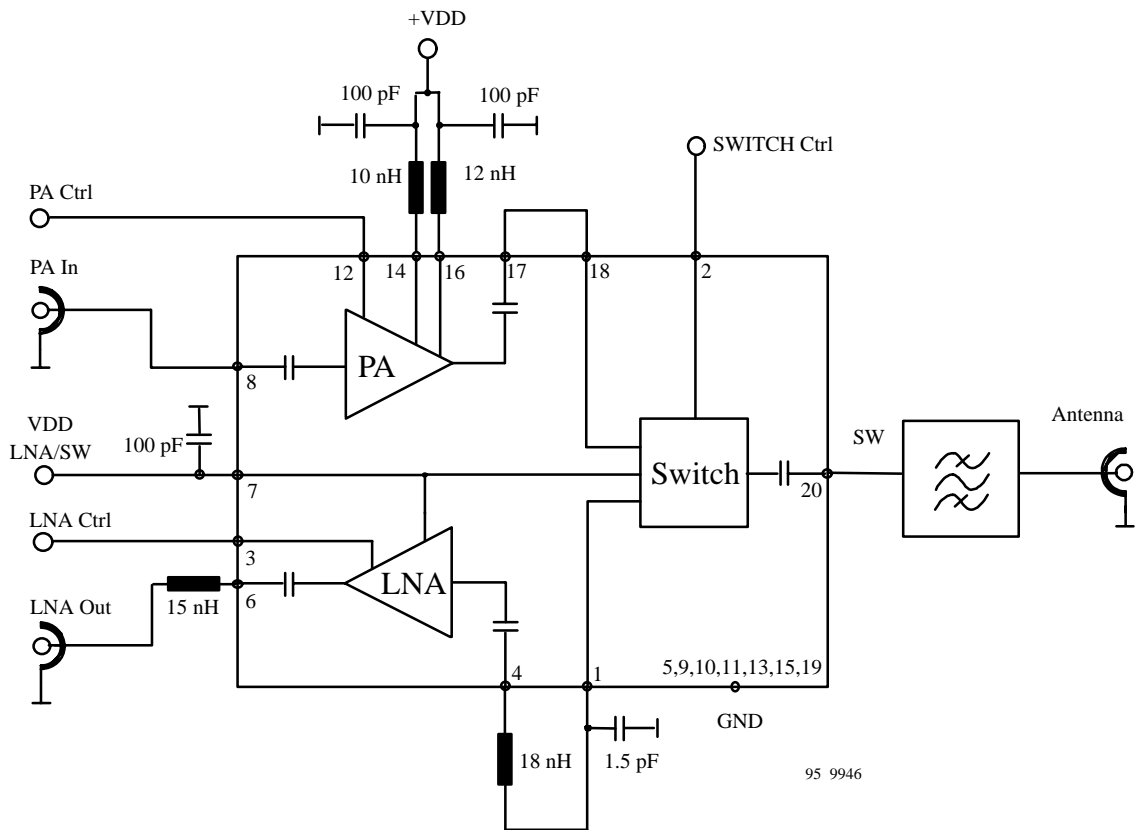 +VDD
100 pF
100 pF
SWITCH Ctrl
10 nH
12 nH
PA Ctrl
PA In
12
14
16
17
18
2
PA
8
VDD
LNA/SW
100 pF
7
Switch
SW
20
Antenna
LNA Ctrl
3
LNA
6
15 nH
LNA Out
4
1
5,9,10,11,13,15,19
GND
18 nH
1.5 pF
95 9946